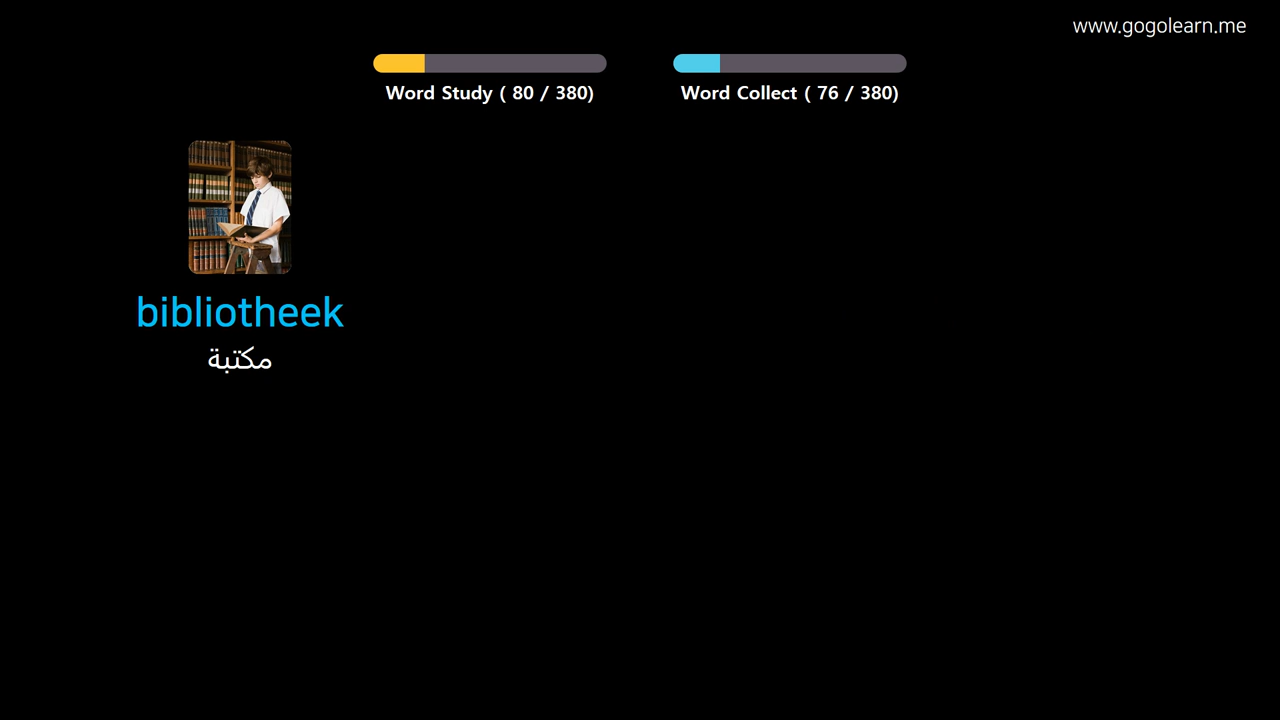 www.gogolearn.me
Word Study ( 80 / 380)
Word Collect ( 76 / 380)
bibliotheek
مكتبة